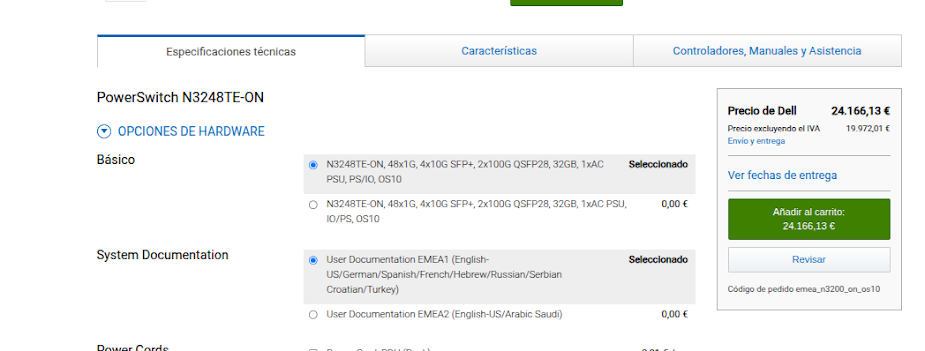 Especificaciones técnicas
Características
Controladores, Manuales y Asistencia
PowerSwitch N3248TE-ON
OPCIONES DE HARDWARE
Básico
N3248TE-ON, 48x1G, 4x10G SFP+, 2x100G QSFP28, 32GB, 1xAC
PSU, PS/IO, OS10
Seleccionado
N3248TE-ON, 48x1G, 4x10G SFP+, 2x100G QSFP28, 32GB, 1xAC PSU,
IO/PS, OS10
0,00 €
System Documentation
User Documentation EMEA1 (English-
US/German/Spanish/French/Hebrew/Russian/Serbian
Croatian/Turkey)
Seleccionado
User Documentation EMEA2 (English-US/Arabic Saudi)
0,00 €
Power Cords
Precio de Dell 24.166,13 €
Precio excluyendo el IVA 19.972,01 €
Envío y entrega
Ver fechas de entrega
Añadir al carrito:
24.166,13 €
Revisar
Código de pedido emea_n3200_on_os10